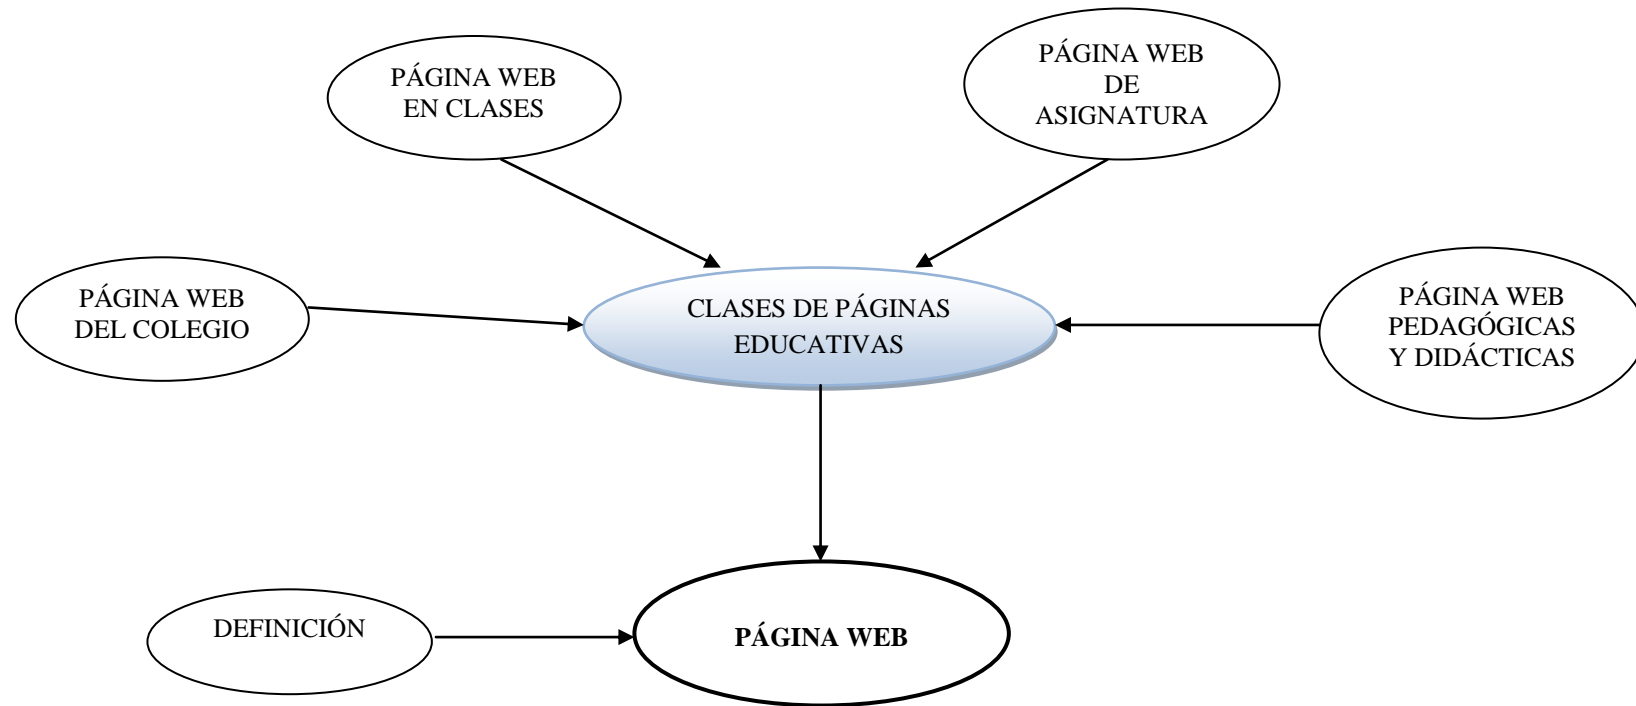 PÁGINA WEB
EN CLASES
PÁGINA WEB
DE
ASIGNATURA
PÁGINA WEB
DEL COLEGIO
CLASES DE PÁGINAS
EDUCATIVAS
PÁGINA WEB
PEDAGÓGICAS
Y DIDÁCTICAS
DEFINICIÓN
PÁGINA WEB